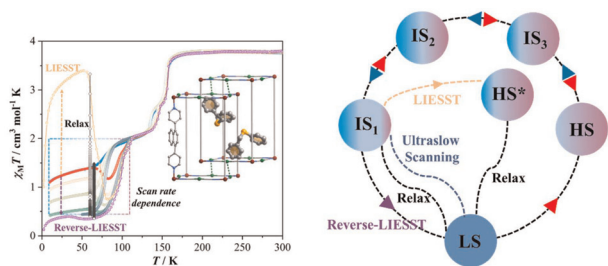 4
3
2
1
0
0
50
100
150
200
250
300
χMT / cm³ mol⁻¹ K
T / K
LIESST
Relax
Scan rate
dependence
Reverse-LIESST
N
N
IS₂
IS₃
IS₁
HS*
HS
LS
LIESST
Ultraslow
Scanning
Relax
Relax
Reverse-LIESST